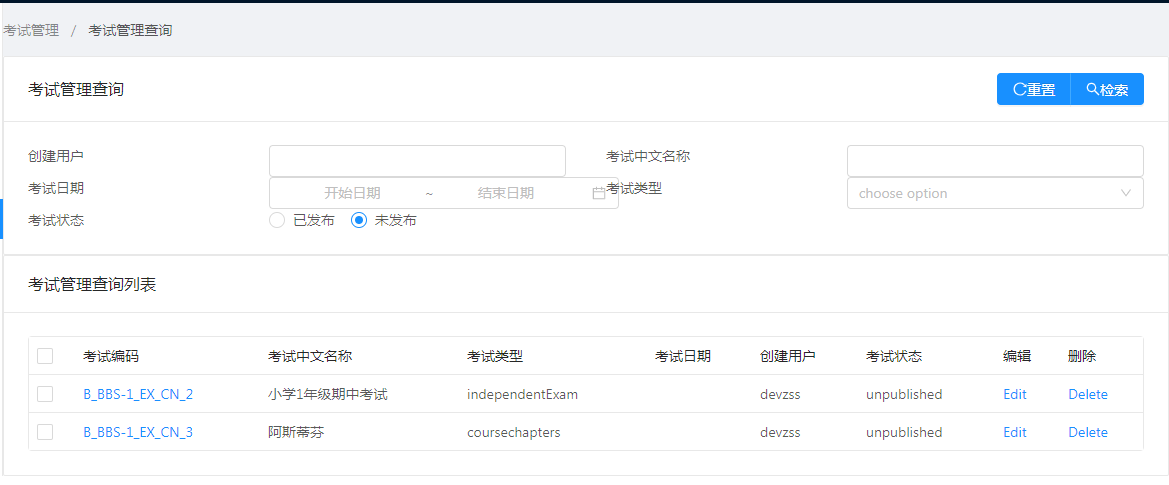 考试管理 / 考试管理查询
考试管理查询 重置 检索
创建用户 考试中文名称
考试日期 开始日期 ~ 结束日期 考试类型 choose option
考试状态 已发布 未发布
考试管理查询列表
考试编码 考试中文名称 考试类型 考试日期 创建用户 考试状态 编辑 删除
B_BBS-1_EX_CN_2 小学1年级期中考试 independentExam devzss unpublished Edit Delete
B_BBS-1_EX_CN_3 阿斯蒂芬 coursechapters devzss unpublished Edit Delete